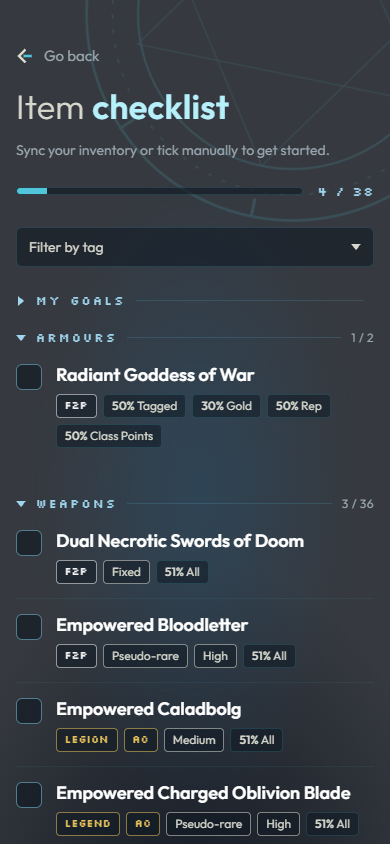 Go back
Item checklist
Sync your inventory or tick manually to get started.
4 / 38
Filter by tag
MY GOALS
ARMOURS 1 / 2
Radiant Goddess of War
F2P 50% Tagged 30% Gold 50% Rep
50% Class Points
WEAPONS 3 / 36
Dual Necrotic Swords of Doom
F2P Fixed 51% All
Empowered Bloodletter
F2P Pseudo-rare High 51% All
Empowered Caladbolg
LEGION AC Medium 51% All
Empowered Charged Oblivion Blade
LEGEND AC Pseudo-rare High 51% All